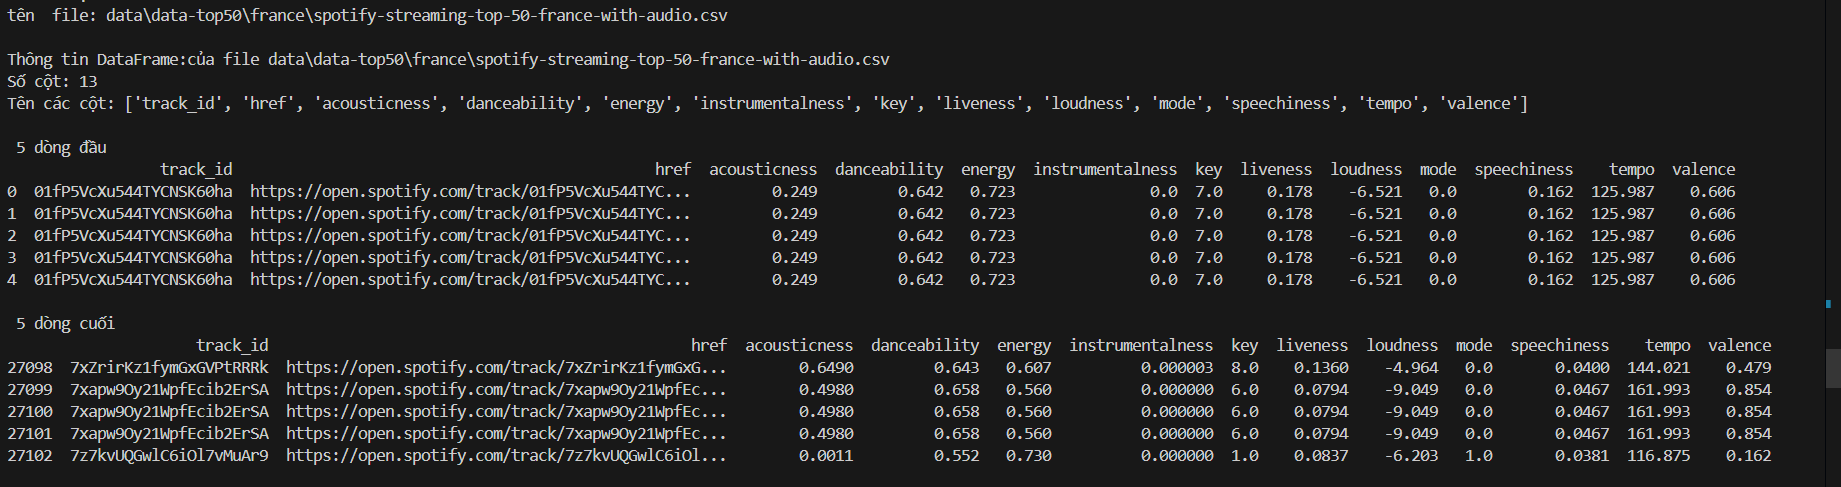 tên  file: data\data-top50\france\spotify-streaming-top-50-france-with-audio.csv
Thông tin DataFrame:của file data\data-top50\france\spotify-streaming-top-50-france-with-audio.csv
Số cột: 13
Tên các cột: ['track_id', 'href', 'acousticness', 'danceability', 'energy', 'instrumentalness', 'key', 'liveness', 'loudness', 'mode', 'speechiness', 'tempo', 'valence']
5 dòng đầu
track_id href acousticness danceability energy instrumentalness key liveness loudness mode speechiness tempo valence
0 01fP5VcXu544TYCNSK60ha https://open.spotify.com/track/01fP5VcXu544TYC... 0.249 0.642 0.723 0.0 7.0 0.178 -6.521 0.0 0.162 125.987 0.606
1 01fP5VcXu544TYCNSK60ha https://open.spotify.com/track/01fP5VcXu544TYC... 0.249 0.642 0.723 0.0 7.0 0.178 -6.521 0.0 0.162 125.987 0.606
2 01fP5VcXu544TYCNSK60ha https://open.spotify.com/track/01fP5VcXu544TYC... 0.249 0.642 0.723 0.0 7.0 0.178 -6.521 0.0 0.162 125.987 0.606
3 01fP5VcXu544TYCNSK60ha https://open.spotify.com/track/01fP5VcXu544TYC... 0.249 0.642 0.723 0.0 7.0 0.178 -6.521 0.0 0.162 125.987 0.606
4 01fP5VcXu544TYCNSK60ha https://open.spotify.com/track/01fP5VcXu544TYC... 0.249 0.642 0.723 0.0 7.0 0.178 -6.521 0.0 0.162 125.987 0.606
5 dòng cuối
track_id href acousticness danceability energy instrumentalness key liveness loudness mode speechiness tempo valence
27098 7xZrirKz1fymGxGVPtRRRk https://open.spotify.com/track/7xZrirKz1fymGxG... 0.6490 0.643 0.607 0.000003 8.0 0.1360 -4.964 0.0 0.0400 144.021 0.479
27099 7xapw9Oy21WpfEcib2ErSA https://open.spotify.com/track/7xapw9Oy21WpfEc... 0.4980 0.658 0.560 0.000000 6.0 0.0794 -9.049 0.0 0.0467 161.993 0.854
27100 7xapw9Oy21WpfEcib2ErSA https://open.spotify.com/track/7xapw9Oy21WpfEc... 0.4980 0.658 0.560 0.000000 6.0 0.0794 -9.049 0.0 0.0467 161.993 0.854
27101 7xapw9Oy21WpfEcib2ErSA https://open.spotify.com/track/7xapw9Oy21WpfEc... 0.4980 0.658 0.560 0.000000 6.0 0.0794 -9.049 0.0 0.0467 161.993 0.854
27102 7z7kvUQGwlC6iOl7vMuAr9 https://open.spotify.com/track/7z7kvUQGwlC6iOl... 0.0011 0.552 0.730 0.000000 1.0 0.0837 -6.203 1.0 0.0381 116.875 0.162